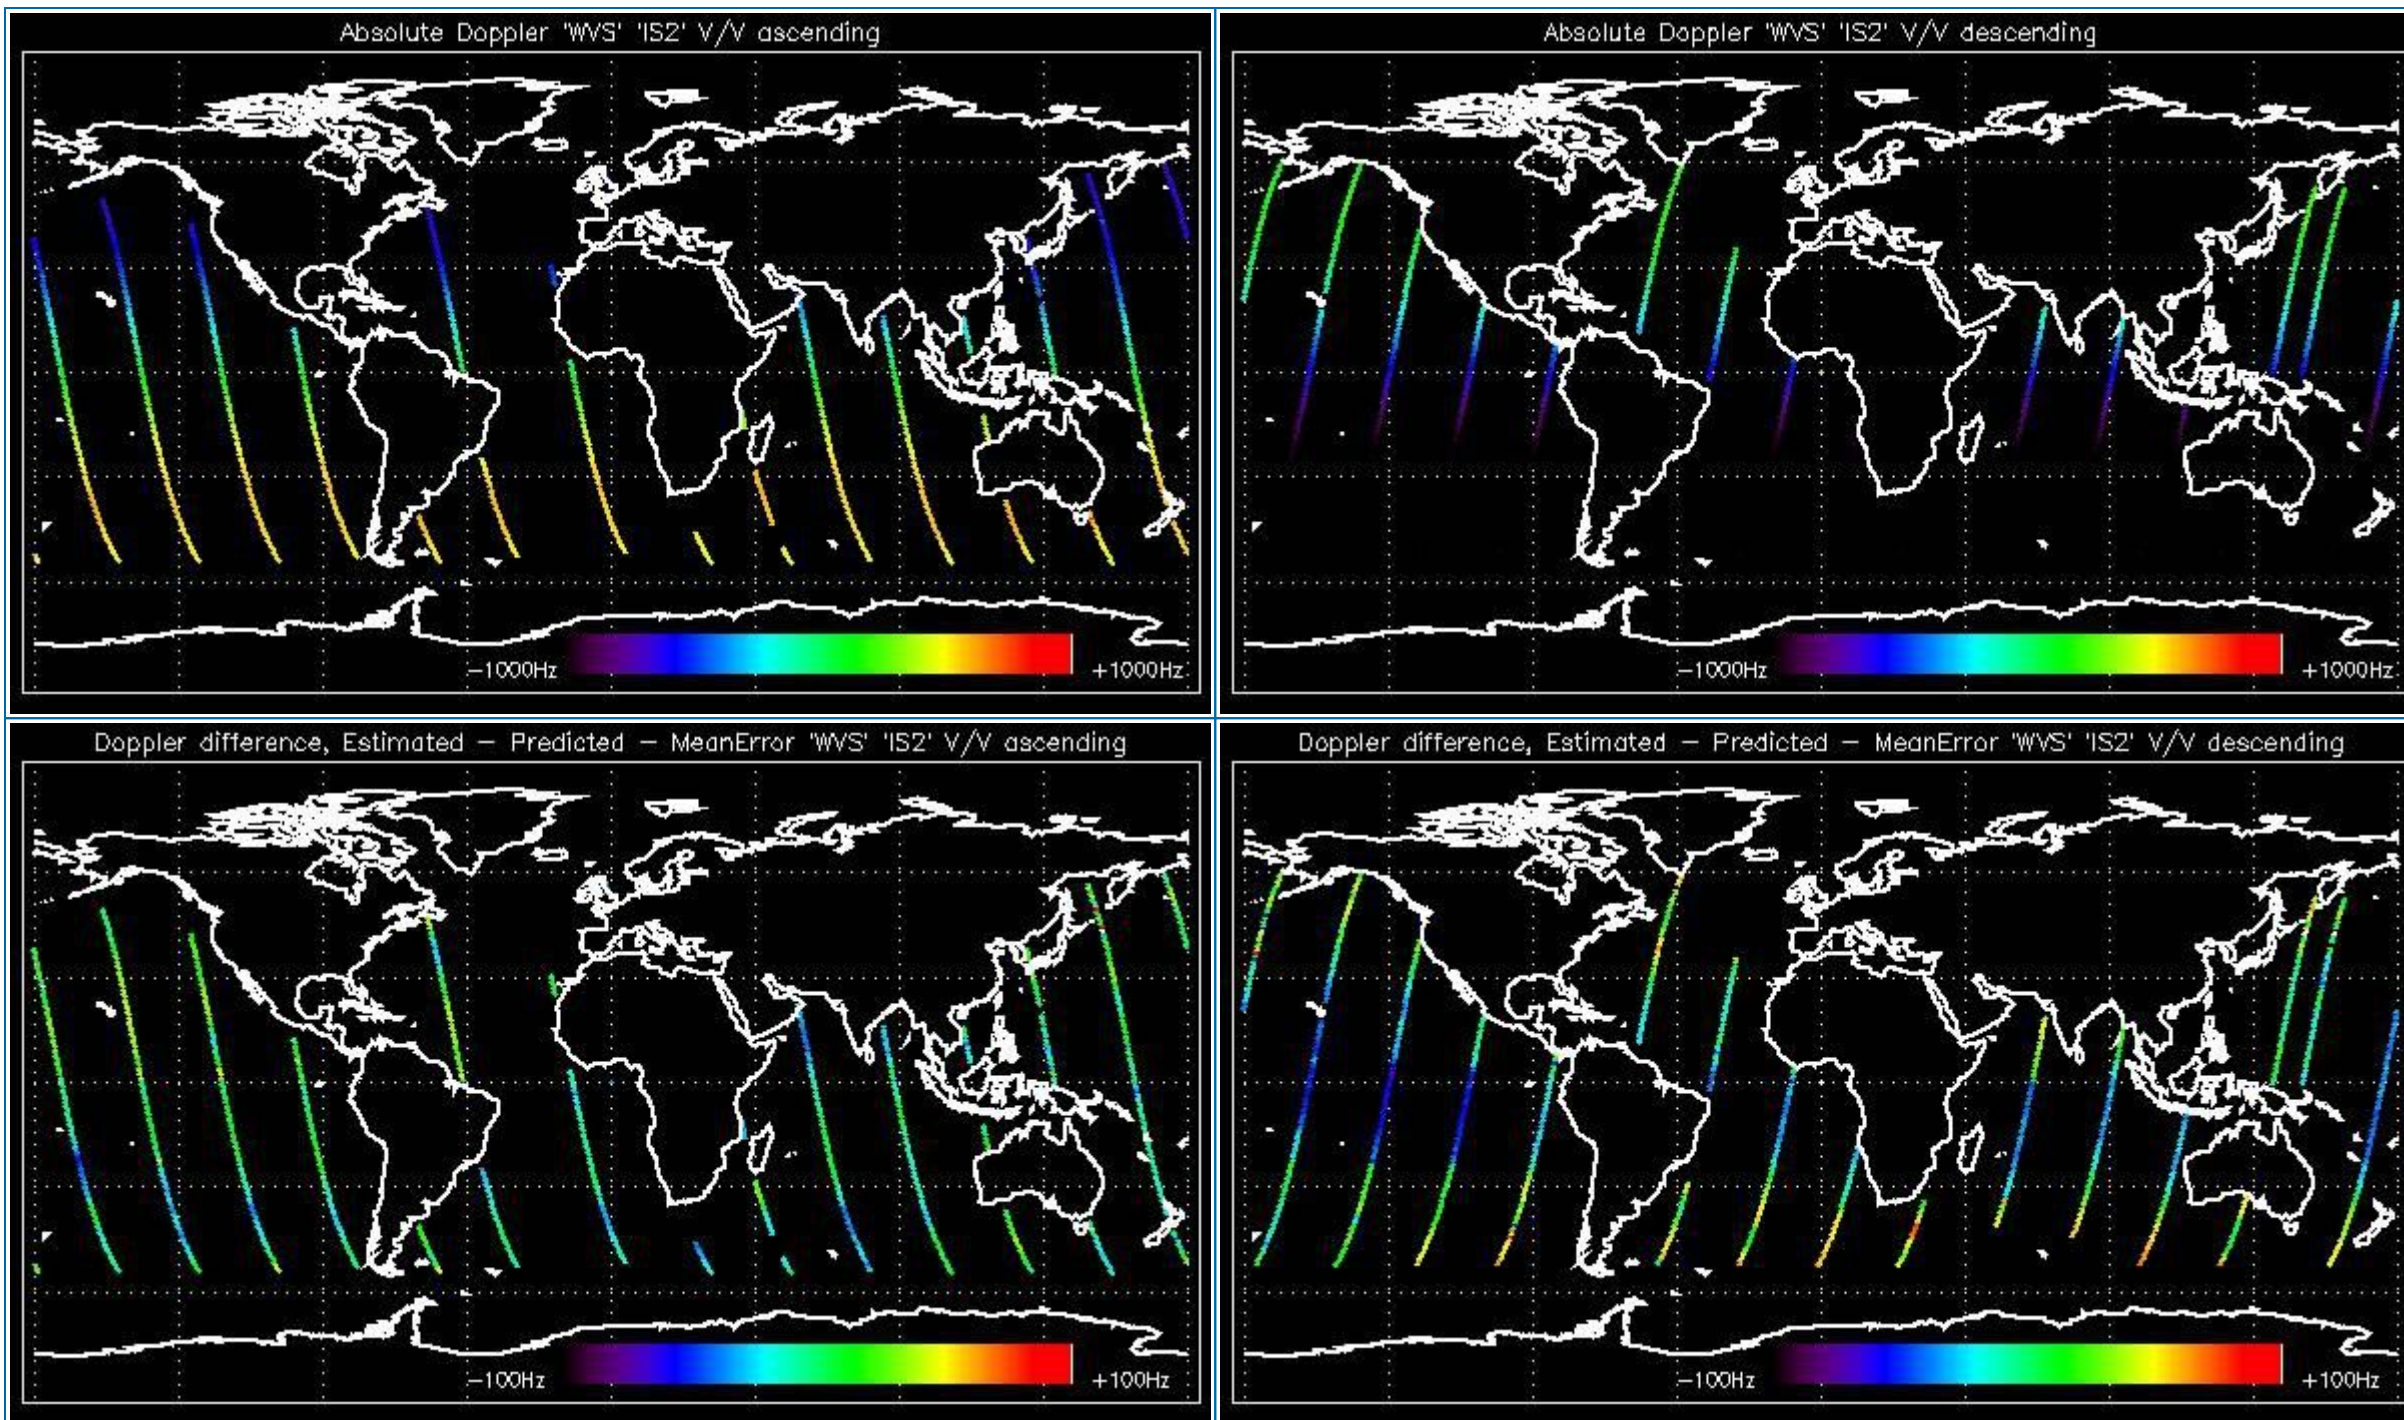 Absolute Doppler 'WVS' 'IS2' V/V ascending
-1000Hz
+1000Hz
Absolute Doppler 'WVS' 'IS2' V/V descending
-1000Hz
+1000Hz
Doppler difference, Estimated - Predicted - MeanError 'WVS' 'IS2' V/V ascending
-100Hz
+100Hz
Doppler difference, Estimated - Predicted - MeanError 'WVS' 'IS2' V/V descending
-100Hz
+100Hz